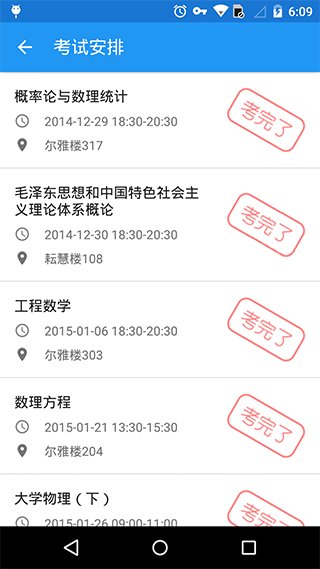 6:09
考试安排
概率论与数理统计
考完了
2014-12-29 18:30-20:30
尔雅楼317
毛泽东思想和中国特色社会主
义理论体系概论
考完了
2014-12-30 18:30-20:30
耘慧楼108
工程数学
考完了
2015-01-06 18:30-20:30
尔雅楼303
数理方程
考完了
2015-01-21 13:30-15:30
尔雅楼204
大学物理（下）
考完了
2015-01-26 09:00-11:00